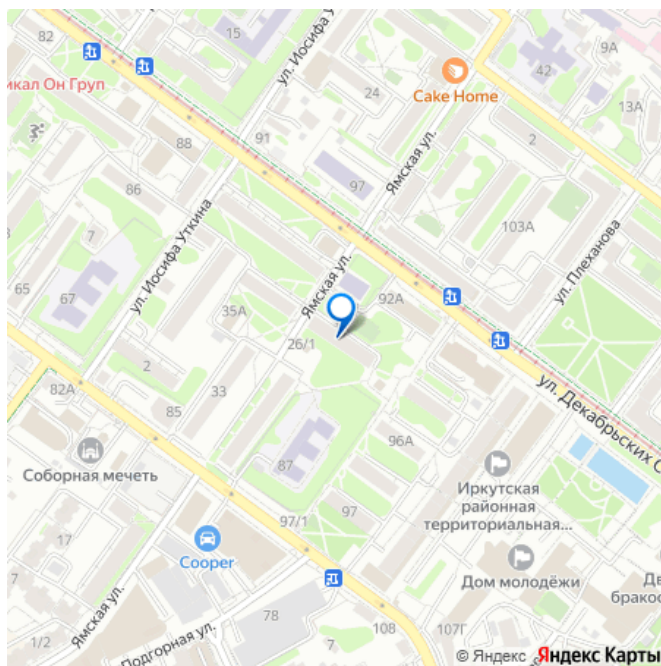 82
15
ул. Иосифа Ут
9А
42
икал Он Груп
24
Cake Home
13А
88
91
2
86
97
Ямская ул.
103А
ул. Плеханова
7
ул. Иосифа Уткина
65
67
Ямская ул.
92А
35А
26/1
2
82А
33
85
ул. Декабрьских С
96А
Соборная мечеть
87
Иркутская
районная
территориальная...
97/1
97
17
Cooper
Дом молодёжи
Дв
бракос
7
Ямская ул.
78
108
107Г
1/2
Подгорная ул.
7
© Яндекс Яндекс Карты